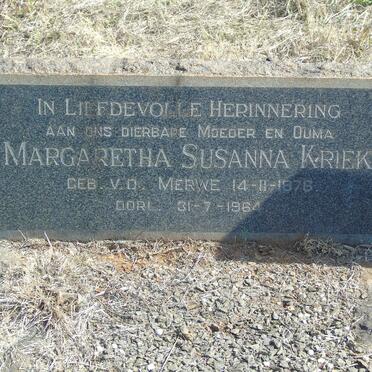 IN LIEFDEVOLLE HERINNERING
AAN ONS DIERBARE MOEDER EN OUMA
MARGARETHA SUSANNA KRIEK
GEB. V.D. MERWE 14-11-1876
OORL. 31-7-1964